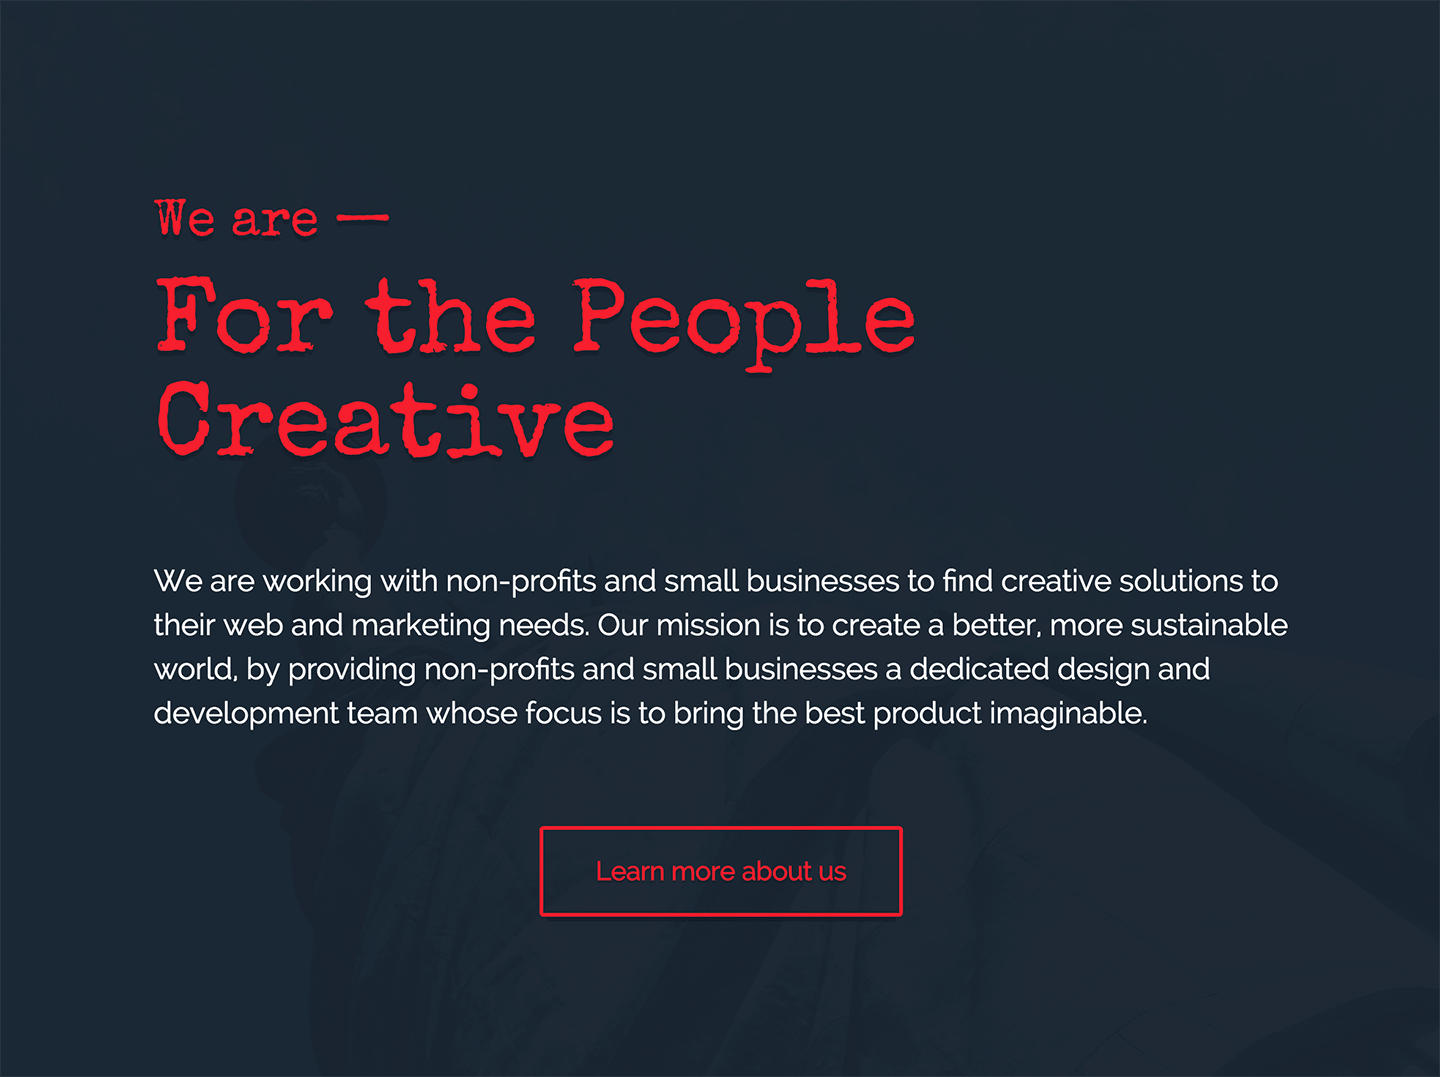 We are —
For the People
Creative
We are working with non-profits and small businesses to find creative solutions to
their web and marketing needs. Our mission is to create a better, more sustainable
world, by providing non-profits and small businesses a dedicated design and
development team whose focus is to bring the best product imaginable.
Learn more about us